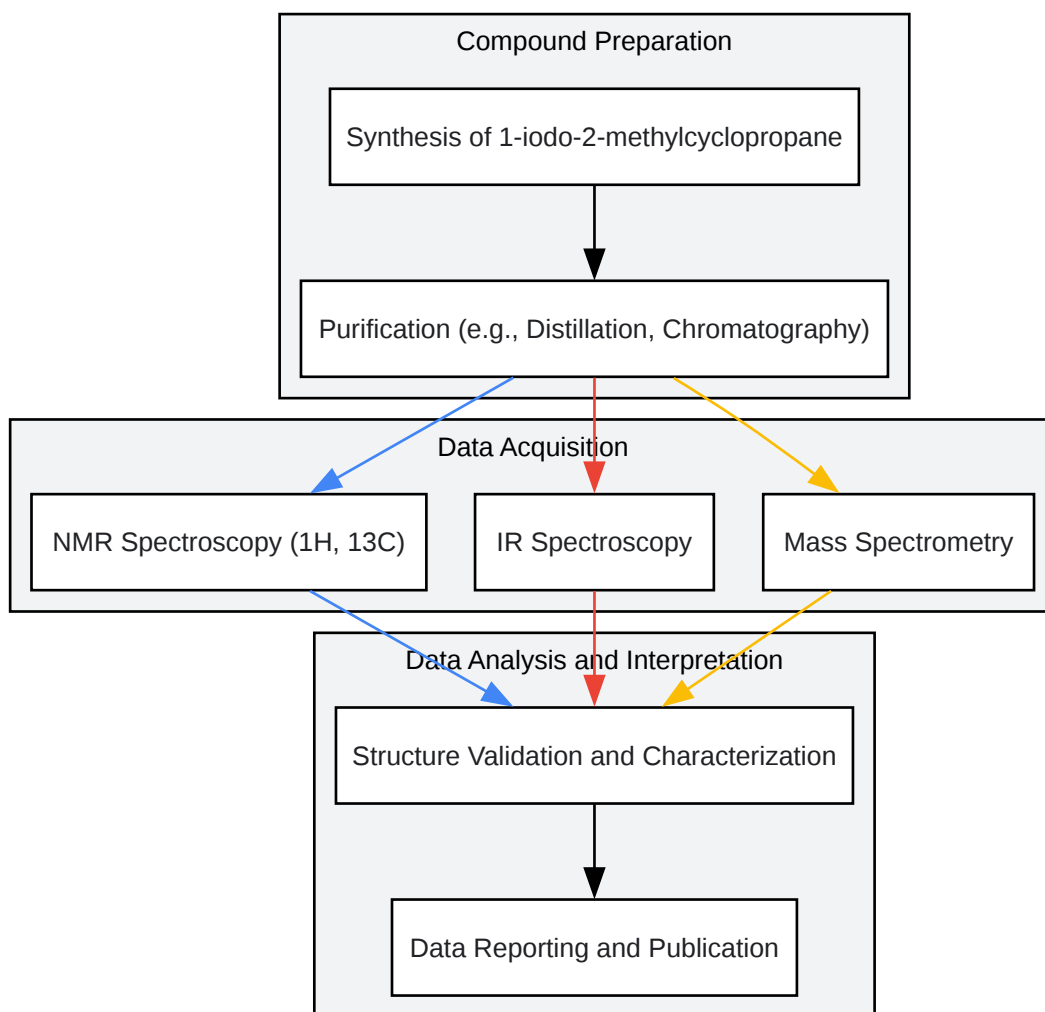 Compound Preparation
Synthesis of 1-iodo-2-methylcyclopropane
Purification (e.g., Distillation, Chromatography)
Data Acquisition
NMR Spectroscopy (1H, 13C)
IR Spectroscopy
Mass Spectrometry
Data Analysis and Interpretation
Structure Validation and Characterization
Data Reporting and Publication